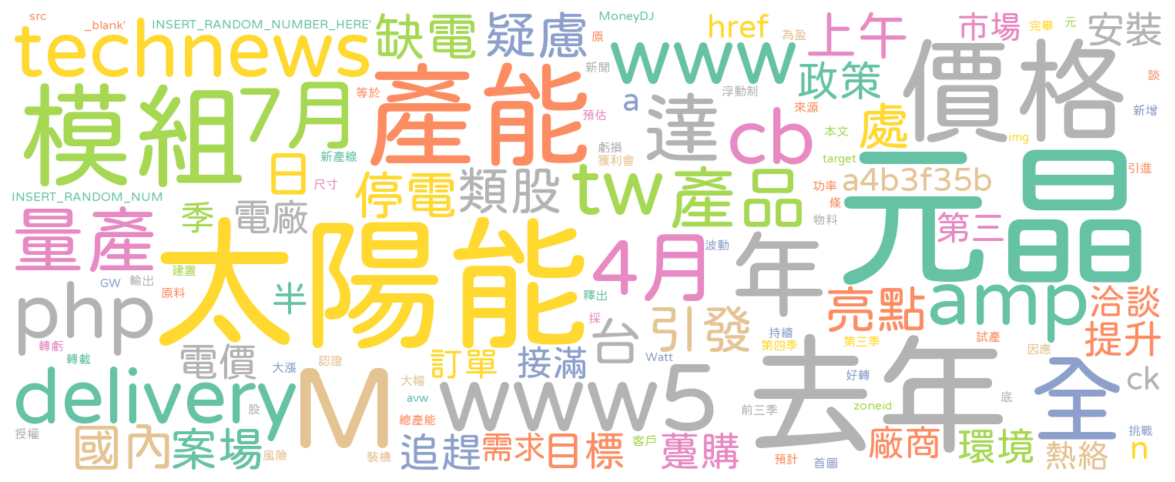 src
_blank'
INSERT_RANDOM_NUMBER_HERE'
MoneyDJ
technews
缺電
疑慮
原
為盈
href
上午
市場
完畢
元
安裝
www
新聞
政策
談
價格
模組
7月
等於
產能
預估
a
浮動制
來源
新增
達
cb
處
本文
img
新產線
日
尺寸
虧損
獲利會
target
功率
引進
INSERT_RANDOM_NUM
停電
類股
tw
產品
a4b3f35b
條
元晶
物料
第三
量產
季
電廠
太陽能
4月
波動
年
建置
GW
輸出
原料
半
釋出
php
採
amp
亮點
洽談
提升
引發
台
持續
第四季
第三季
試產
轉虧
轉載
電價
大漲
認證
訂單
接滿
Watt
因應
delivery
M
大幅
avw
www5
去年
好轉
全
ck
股
總產能
前三季
zoneid
底
授權
國內
案場
風險
裝機
追趕
需求
目標
客戶
躉購
預計
首圖
廠商
環境
熱絡
挑戰
n